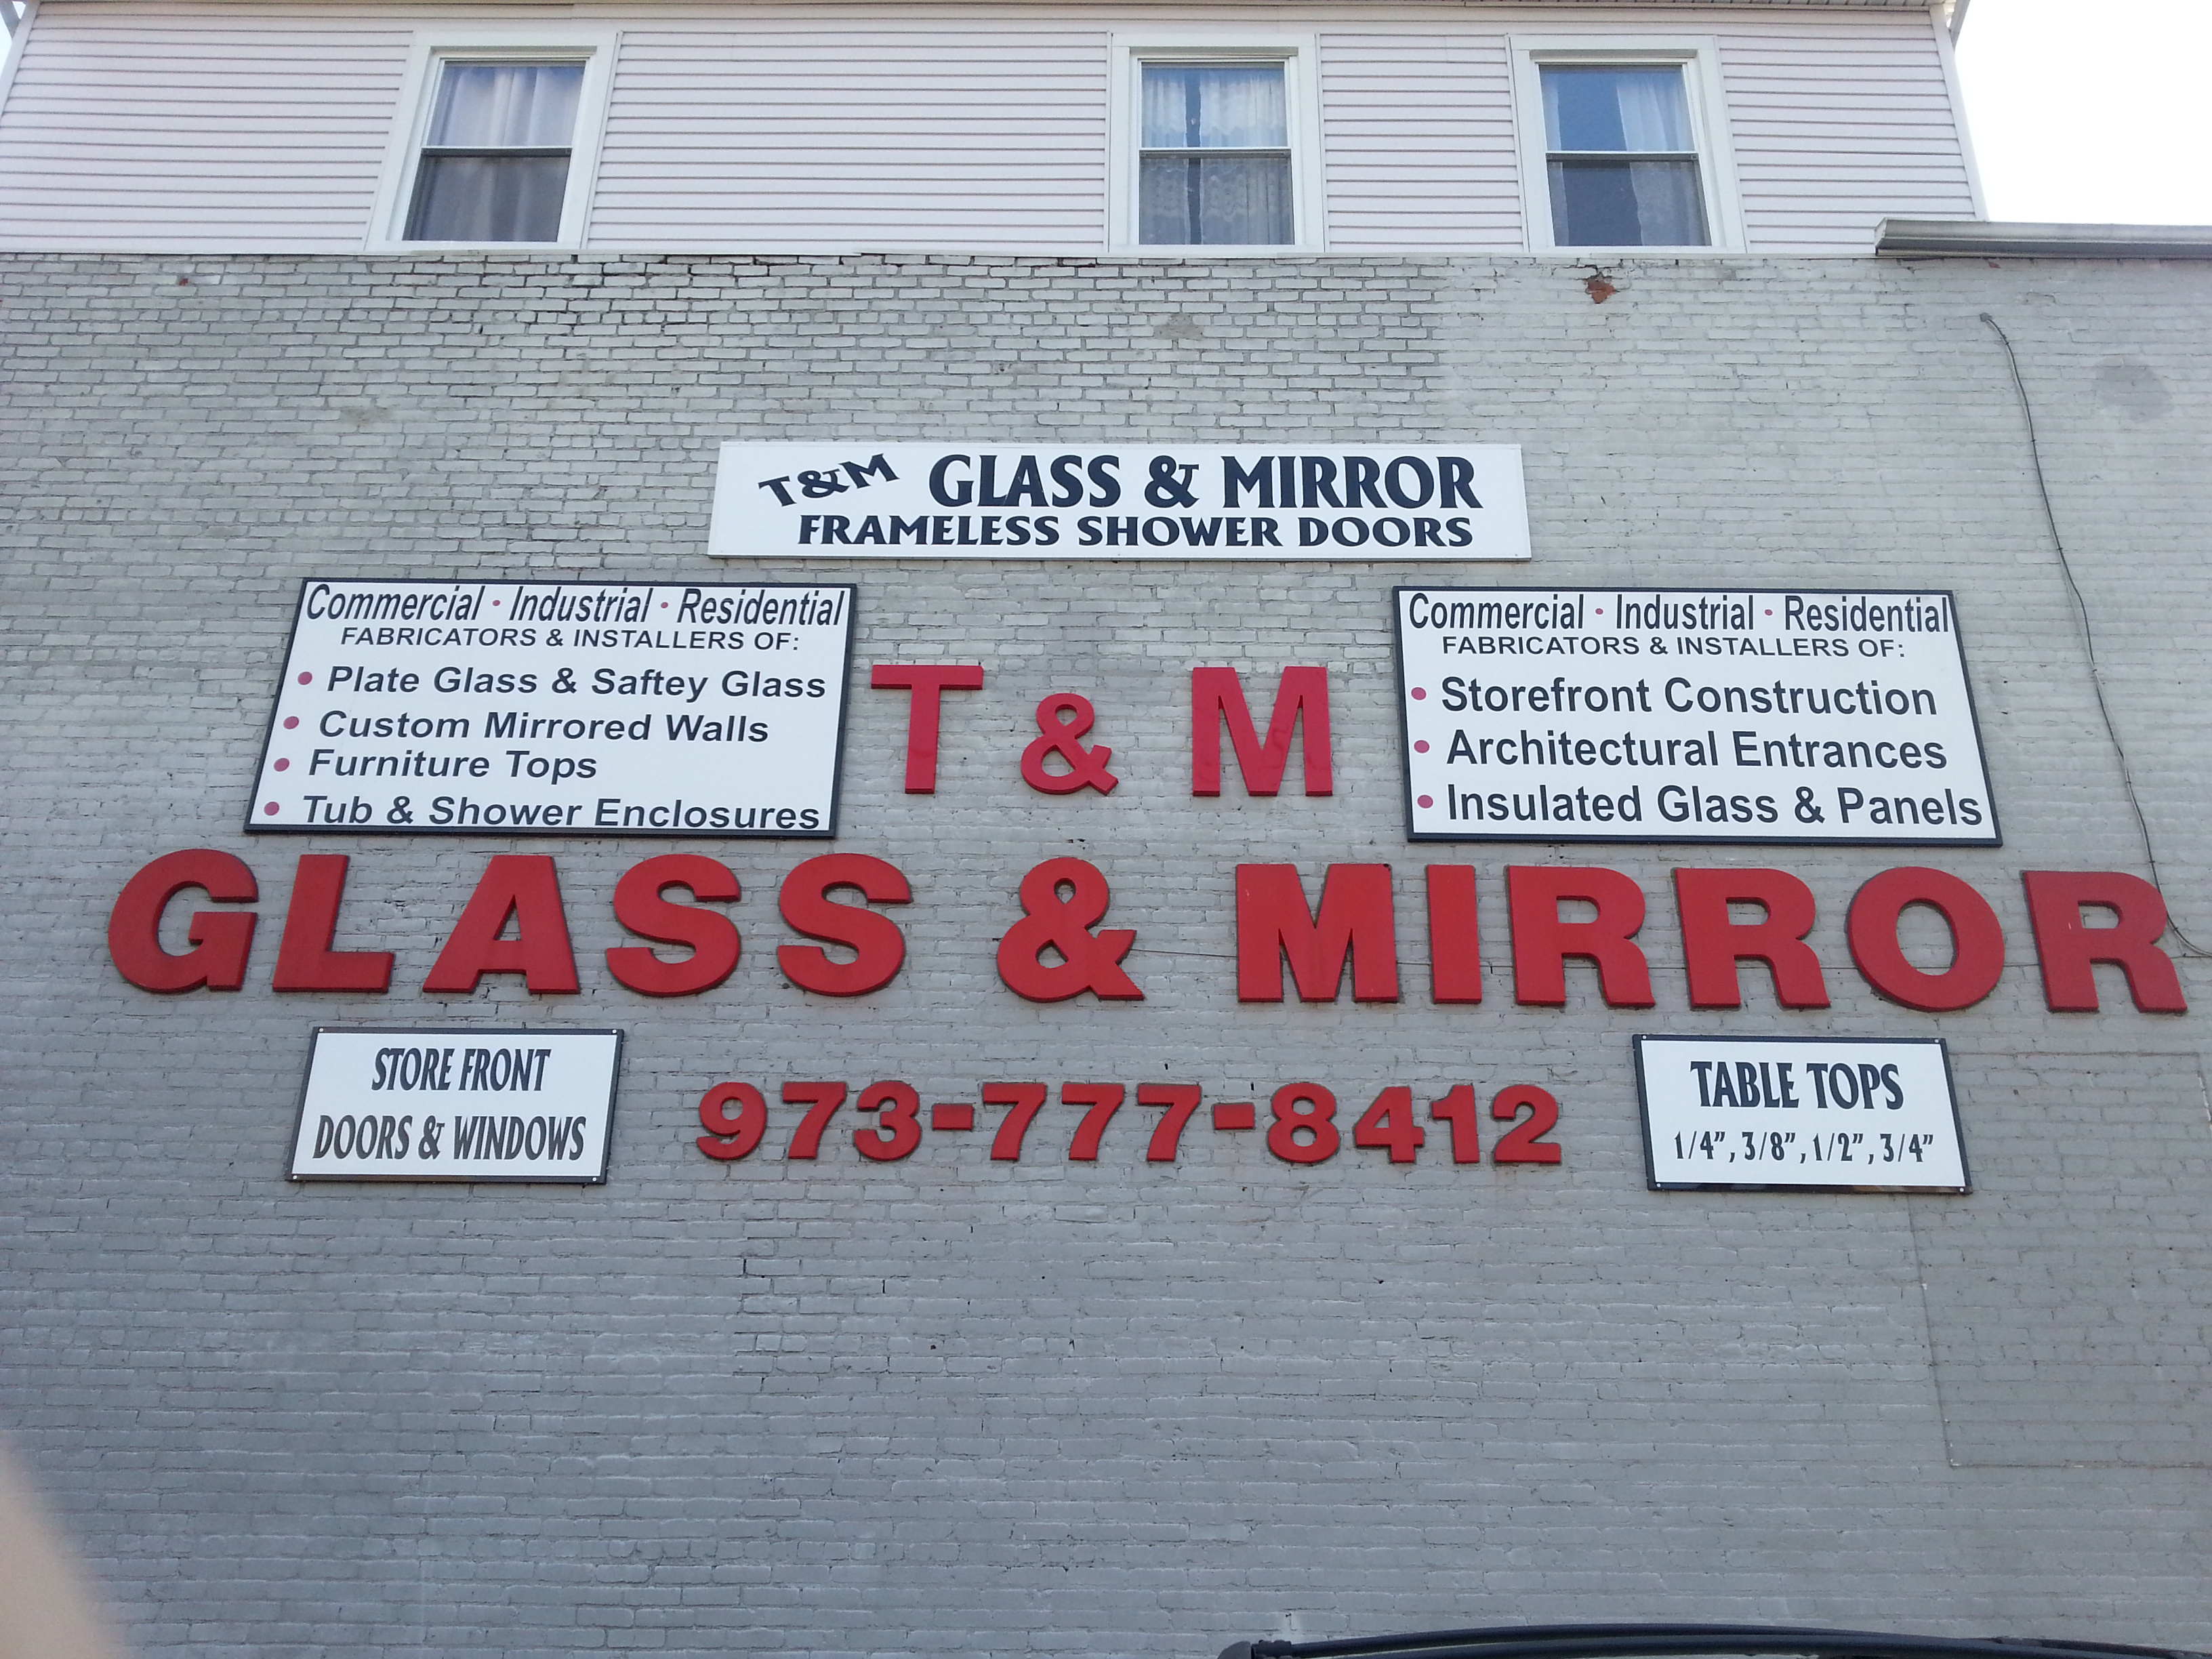 T&M GLASS & MIRROR
FRAMELESS SHOWER DOORS
Commercial · Industrial · Residential
FABRICATORS & INSTALLERS OF:
• Plate Glass & Saftey Glass
• Custom Mirrored Walls
• Furniture Tops
• Tub & Shower Enclosures
Commercial · Industrial · Residential
FABRICATORS & INSTALLERS OF:
• Storefront Construction
• Architectural Entrances
• Insulated Glass & Panels
T & M
GLASS & MIRROR
STORE FRONT
DOORS & WINDOWS
973-777-8412
TABLE TOPS
1/4", 3/8", 1/2", 3/4"